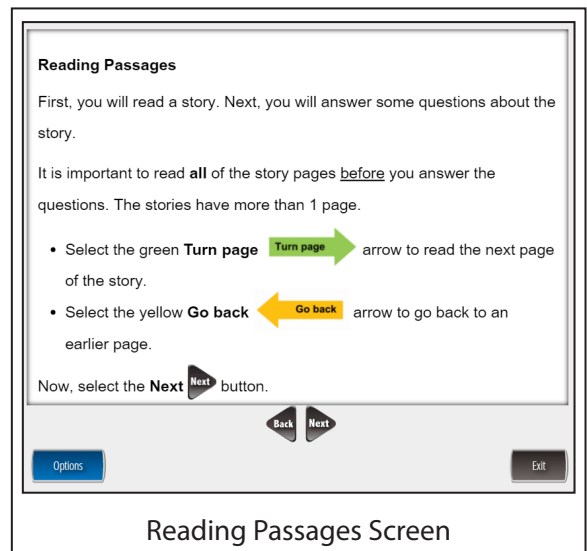 Reading Passages
First, you will read a story. Next, you will answer some questions about the
story.
It is important to read all of the story pages before you answer the
questions. The stories have more than 1 page.
• Select the green Turn page Turn page arrow to read the next page
of the story.
• Select the yellow Go back Go back arrow to go back to an
earlier page.
Now, select the Next Next button.
Back Next
Options Exit
Reading Passages Screen